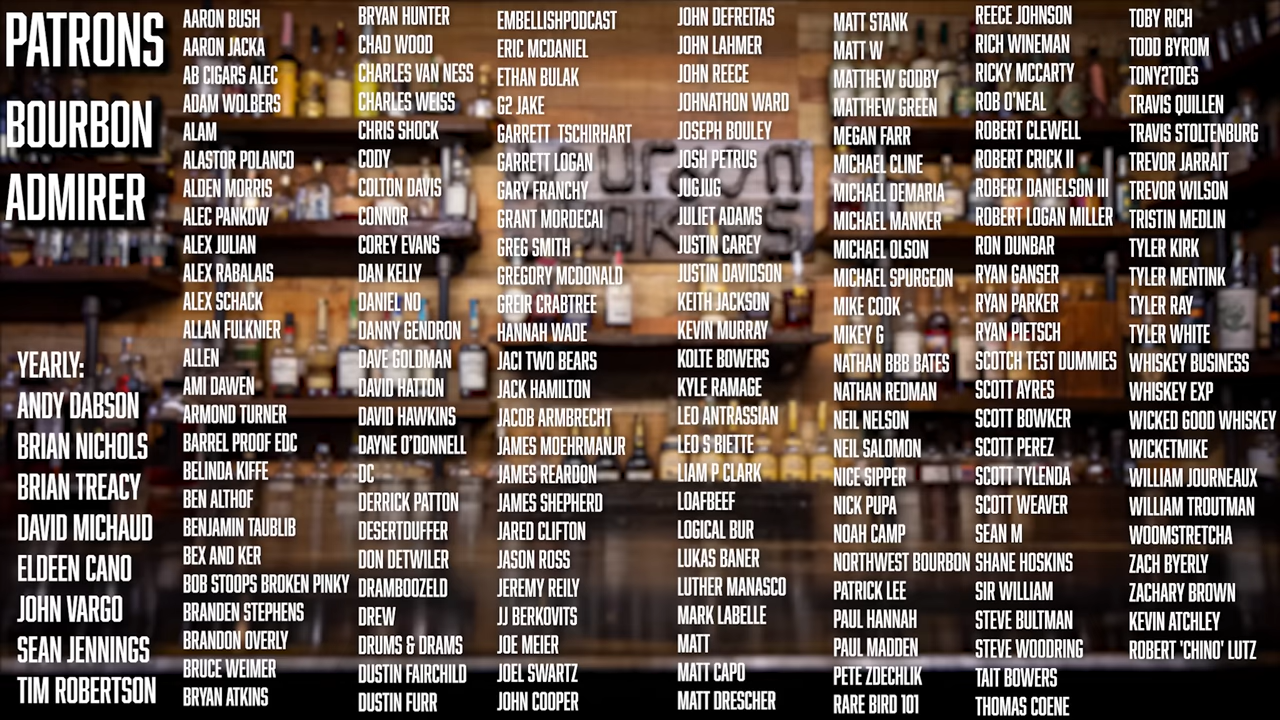 PATRONS
BOURBON
ADMIRER
YEARLY:
ANDY DABSON
BRIAN NICHOLS
BRIAN TREACY
DAVID MICHAUD
ELDEEN CANO
JOHN VARGO
SEAN JENNINGS
TIM ROBERTSON
AARON BUSH
AARON JACKA
AB CIGARS ALEC
ADAM WOLBERS
ALAM
ALASTOR POLANCO
ALDEN MORRIS
ALEC PANKOW
ALEX JULIAN
ALEX RABALAIS
ALEX SCHACK
ALLAN FULKNIER
ALLEN
AMI DAWEN
ARMOND TURNER
BARREL PROOF EDC
BELINDA KIFFE
BEN ALTHOF
BENJAMIN TAUBLIB
BEX AND KER
BOB STOOPS BROKEN PINKY
BRANDEN STEPHENS
BRANDON OVERLY
BRUCE WEIMER
BRYAN ATKINS
BRYAN HUNTER
CHAD WOOD
CHARLES VAN NESS
CHARLES WEISS
CHRIS SHOCK
CODY
COLTON DAVIS
CONNOR
COREY EVANS
DAN KELLY
DANIEL NO
DANNY GENDRON
DAVE GOLDMAN
DAVID HATTON
DAVID HAWKINS
DAYNE O'DONNELL
DC
DERRICK PATTON
DESERTDUFFER
DON DETWILER
DRAMBOOZELD
DREW
DRUMS & DRAMS
DUSTIN FAIRCHILD
DUSTIN FURR
EMBELLISHPODCAST
ERIC MCDANIEL
ETHAN BULAK
G2 JAKE
GARRETT TSCHIRHART
GARRETT LOGAN
GARY FRANCHY
GRANT MORDECAI
GREG SMITH
GREGORY MCDONALD
GREIR CRABTREE
HANNAH WADE
JACI TWO BEARS
JACK HAMILTON
JACOB ARMBRECHT
JAMES MOEHRMANJR
JAMES REARDON
JAMES SHEPHERD
JARED CLIFTON
JASON ROSS
JEREMY REILY
JJ BERKOVITS
JOE MEIER
JOEL SWARTZ
JOHN COOPER
JOHN DEFREITAS
JOHN LAHMER
JOHN REECE
JOHNATHON WARD
JOSEPH BOULEY
JOSH PETRUS
JUGJUG
JULIET ADAMS
JUSTIN CAREY
JUSTIN DAVIDSON
KEITH JACKSON
KEVIN MURRAY
KOLTE BOWERS
KYLE RAMAGE
LEO ANTRASSIAN
LEO S BIETTE
LIAM P CLARK
LOAFBEEF
LOGICAL BUR
LUKAS BANER
LUTHER MANASCO
MARK LABELLE
MATT
MATT CAPO
MATT DRESCHER
MATT STANK
MATT W
MATTHEW GODBY
MATTHEW GREEN
MEGAN FARR
MICHAEL CLINE
MICHAEL DEMARIA
MICHAEL MANKER
MICHAEL OLSON
MICHAEL SPURGEON
MIKE COOK
MIKEY G
NATHAN BBB BATES
NATHAN REDMAN
NEIL NELSON
NEIL SALOMON
NICE SIPPER
NICK PUPA
NOAH CAMP
NORTHWEST BOURBON
PATRICK LEE
PAUL HANNAH
PAUL MADDEN
PETE ZDECHLIK
RARE BIRD 101
REECE JOHNSON
RICH WINEMAN
RICKY MCCARTY
ROB O'NEAL
ROBERT CLEWELL
ROBERT CRICK II
ROBERT DANIELSON III
ROBERT LOGAN MILLER
RON DUNBAR
RYAN GANSER
RYAN PARKER
RYAN PIETSCH
SCOTCH TEST DUMMIES
SCOTT AYRES
SCOTT BOWKER
SCOTT PEREZ
SCOTT TYLENDA
SCOTT WEAVER
SEAN M
SHANE HOSKINS
SIR WILLIAM
STEVE BULTMAN
STEVE WOODRING
TAIT BOWERS
THOMAS COENE
TOBY RICH
TODD BYROM
TONY2TOES
TRAVIS QUILLEN
TRAVIS STOLTENBURG
TREVOR JARRAIT
TREVOR WILSON
TRISTIN MEDLIN
TYLER KIRK
TYLER MENTINK
TYLER RAY
TYLER WHITE
WHISKEY BUSINESS
WHISKEY EXP
WICKED GOOD WHISKEY
WICKETMIKE
WILLIAM JOURNEAUX
WILLIAM TROUTMAN
WOOMSTRETCHA
ZACH BYERLY
ZACHARY BROWN
KEVIN ATCHLEY
ROBERT 'CHINO' LUTZ